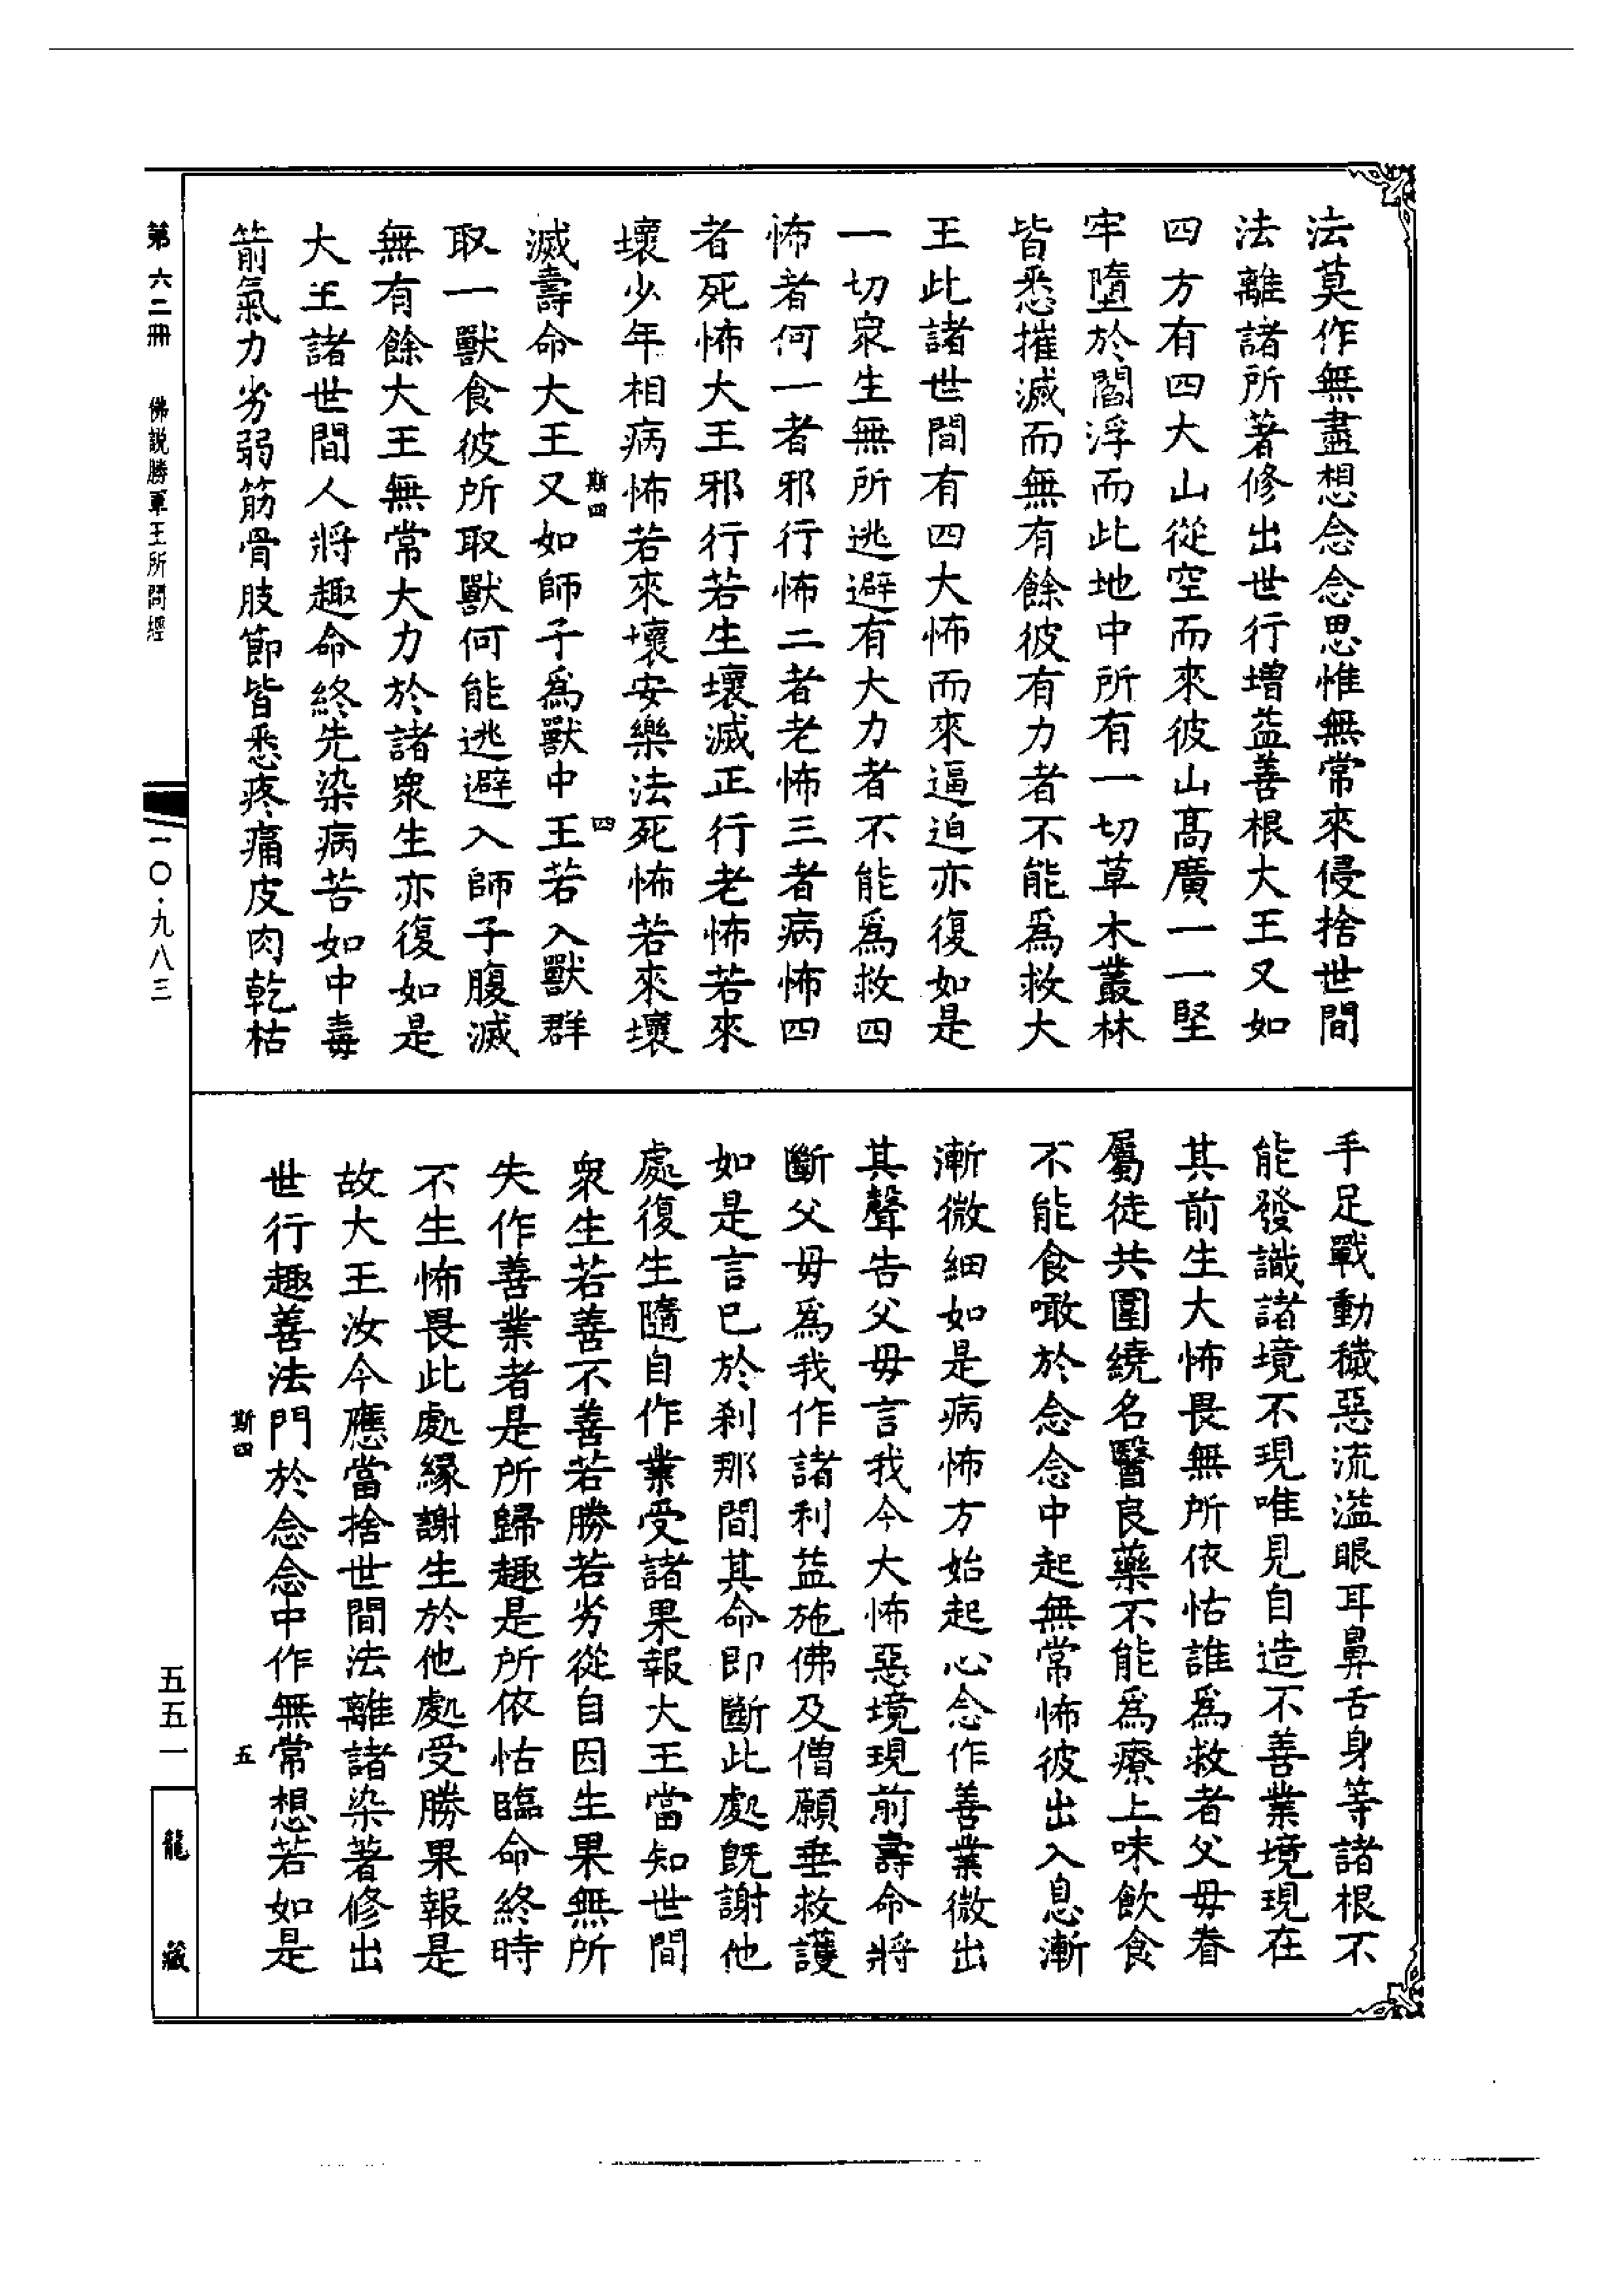 法莫作無盡想念念思惟無常來侵捨世間
法離諸所著修出世行增益善根大王又如
四方有四大山從空而來彼山高廣一一堅
牢墮於閻浮而此地中所有一切草木叢林
皆悉摧滅而無有餘彼有力者不能爲救大
王此諸世間有四大怖而來逼迫亦復如是
一切衆生無所逃避有大力者不能爲救四
怖者何一者邪行怖二者老怖三者病怖四
者死怖大王邪行若生壞滅正行老怖若來
壞少年相病怖若來壞安樂法死怖若來壞
斯四
四
滅壽命大王又如師子爲獸中王若入獸群
取一獸食彼所取獸何能逃避入師子腹滅
無有餘大王無常大力於諸衆生亦復如是
大王諸世間人將趣命終先染病苦如中毒
箭氣力劣弱筋骨肢節皆悉疼痛皮肉乾枯
手足戰動穢惡流溢眼耳鼻舌身等諸根不
能發識諸境不現唯見自造不善業境現在
其前生大怖畏無所依怙誰爲救者父母眷
屬徒共圍繞名醫良藥不能爲療上味飲食
不能食噉於念念中起無常怖彼出入息漸
漸微細如是病怖方始起心念作善業微出
其聲告父母言我今大怖惡境現前壽命將
斷父母爲我作諸利益施佛及僧願垂救護
如是言已於刹那間其命即斷此處既謝他
處復生隨自作業受諸果報大王當知世間
衆生若善不善若勝若劣從自因生果無所
失作善業者是所歸趣是所依怙臨命終時
不生怖畏此處緣謝生於他處受勝果報是
故大王汝今應當捨世間法離諸染著修出
世行趣善法門於念念中作無常想若如是
斯四
五
第六二冊　佛説勝軍王所問經
一〇·九八三
五五一
龍藏